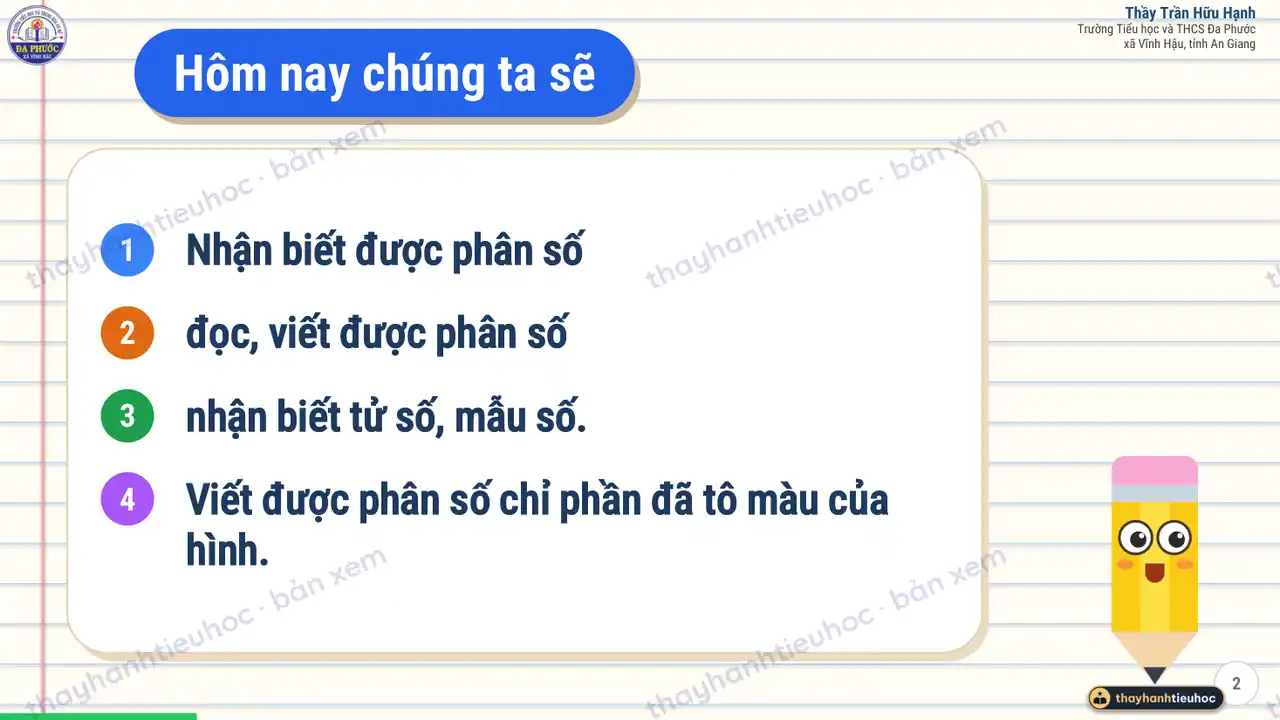 Thầy Trần Hữu Hạnh
Trường Tiểu học và THCS Đa Phước
xã Vĩnh Hậu, tỉnh An Giang
ĐA PHƯỚC
XÃ VĨNH HẬU
Hôm nay chúng ta sẽ
thayhanhtieuhoc · bản xem
thayhanhtieuhoc · bản xem
1 Nhận biết được phân số
2 đọc, viết được phân số
3 nhận biết tử số, mẫu số.
4 Viết được phân số chỉ phần đã tô màu của
hình.
thayhanhtieuhoc · bản xem
thayhanhtieuhoc · bản xem
thayhanhtieuhoc
2